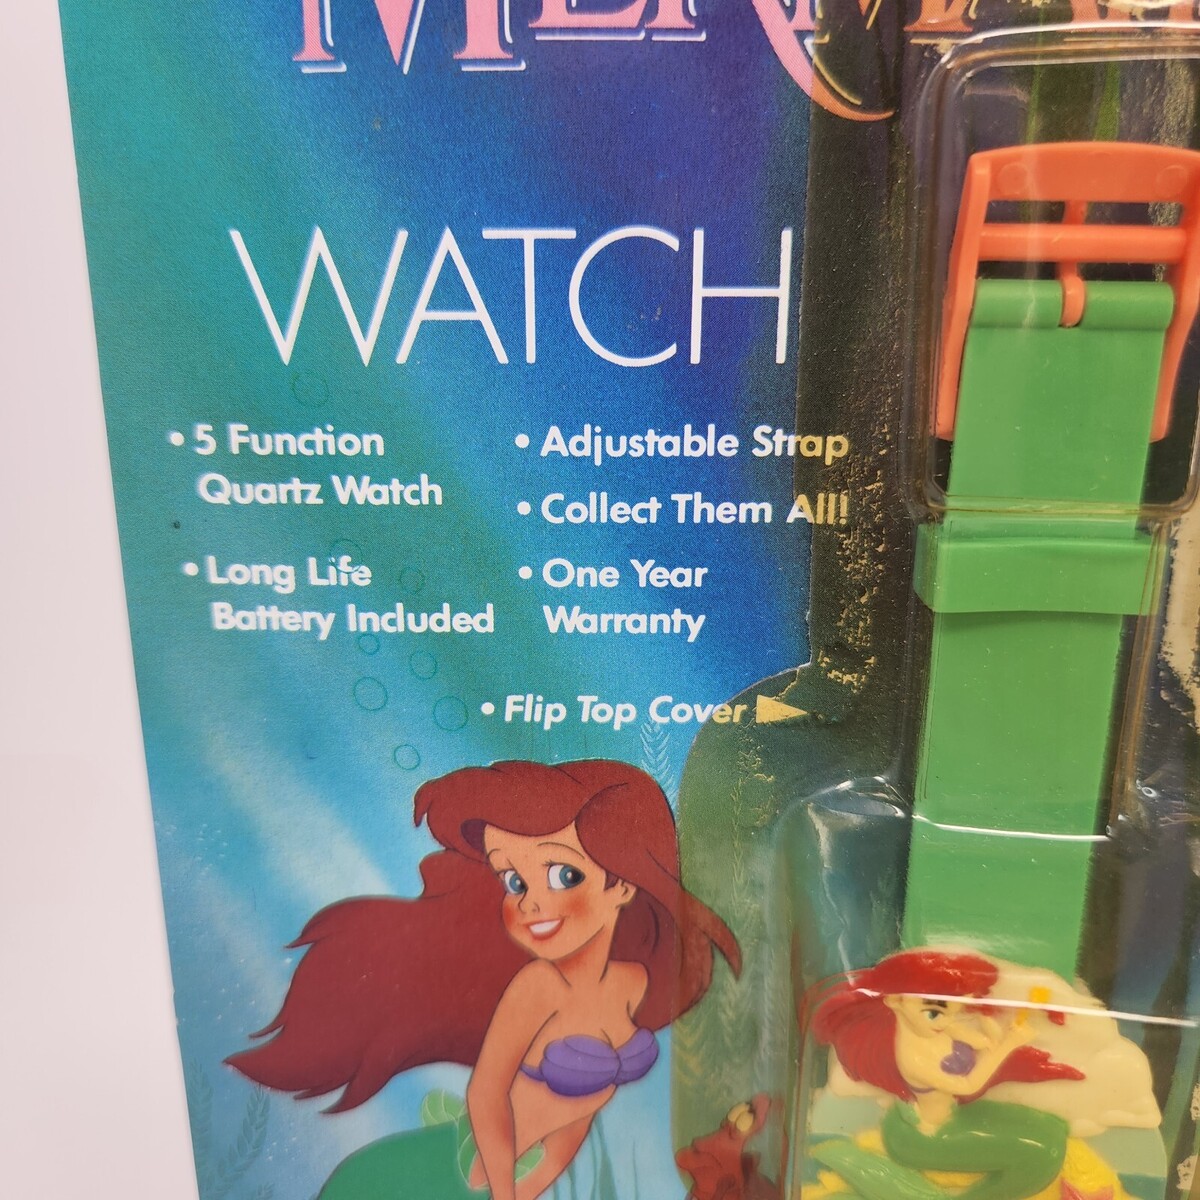 WATCH
• 5 Function
Quartz Watch
• Long Life
Battery Included
• Adjustable Strap
• Collect Them All!
• One Year
Warranty
• Flip Top Cover